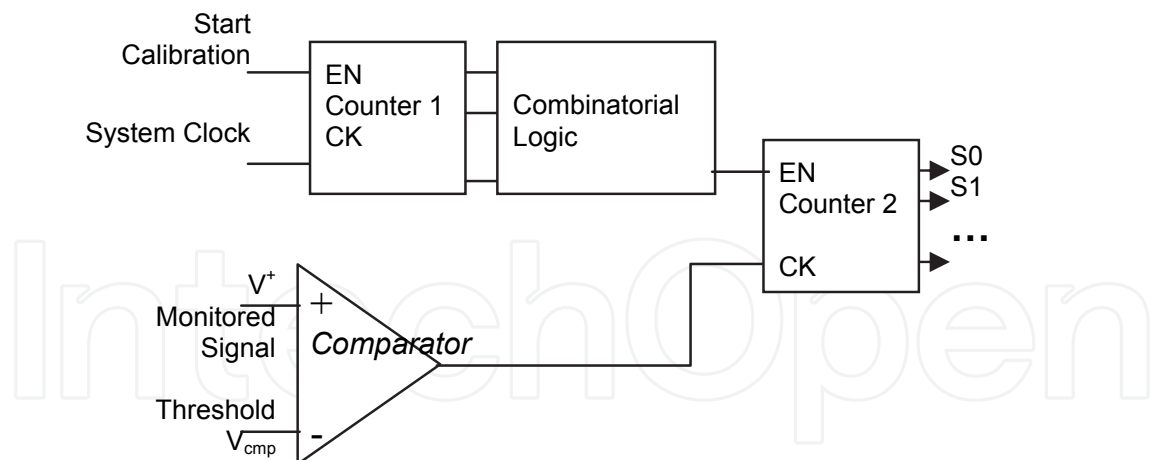 Start
Calibration
System Clock
EN
Counter 1
CK
Combinatorial
Logic
EN
Counter 2
CK
S0
S1
...
V+
Monitored
Signal
+
Comparator
Threshold
Vcmp
-
IntechOpen